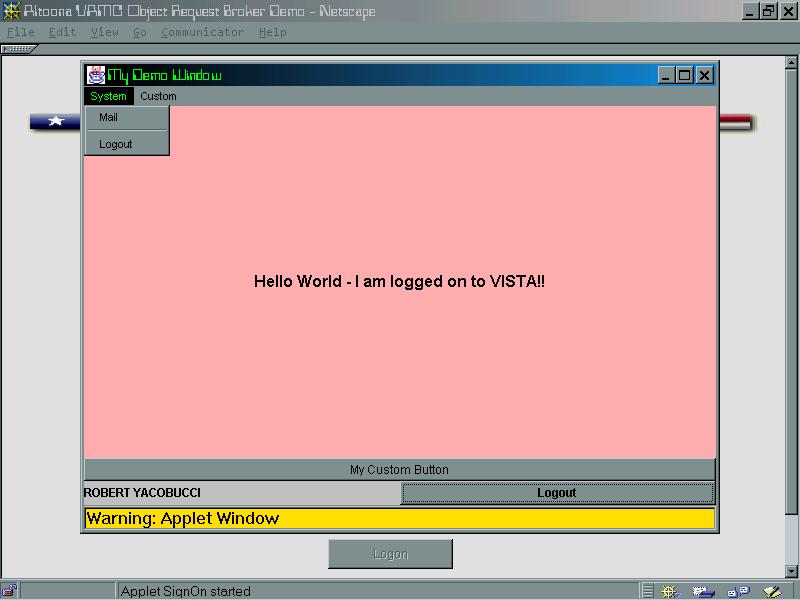 Altoona VAMC Object Request Broker Demo - Netscape
File Edit View Go Communicator Help
My Demo Window
System Custom
Mail
Logout
Hello World - I am logged on to VISTA!!
My Custom Button
ROBERT YACOBUCCI Logout
Warning: Applet Window
Logon
Applet SignOn started